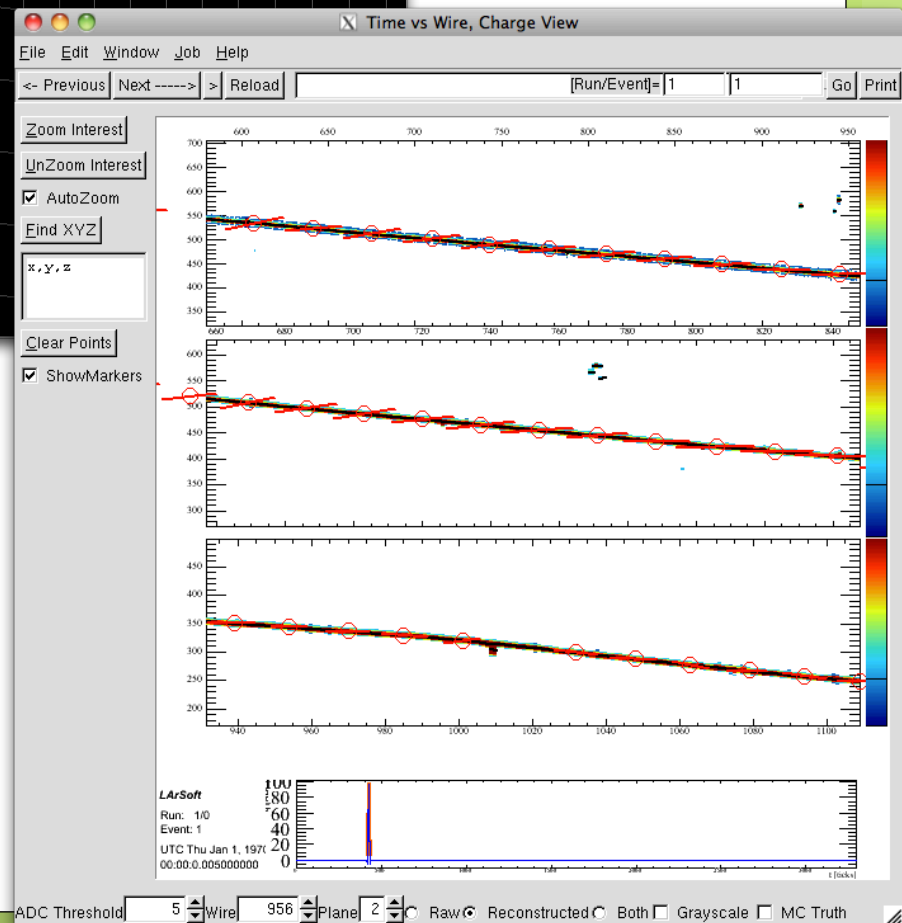 Time vs Wire, Charge View
File Edit Window Job Help
<- Previous Next -----> > Reload [Run/Event]= 1 1 Go Print
Zoom Interest
UnZoom Interest
AutoZoom
Find XYZ
x,y,z
Clear Points
ShowMarkers
600 650 700 750 800 850 900 950
700
650
600
550
500
450
400
350
660 680 700 720 740 760 780 800 820 840
600
550
500
450
400
350
300
450
400
350
300
250
200
940 960 980 1000 1020 1040 1060 1080 1100
LArSoft
Run: 1/0
Event: 1
UTC Thu Jan 1, 1970
00:00:0.005000000
100
80
60
40
20
0
t [ticks]
ADC Threshold 5 Wire 956 Plane 2 Raw Reconstructed Both Grayscale MC Truth